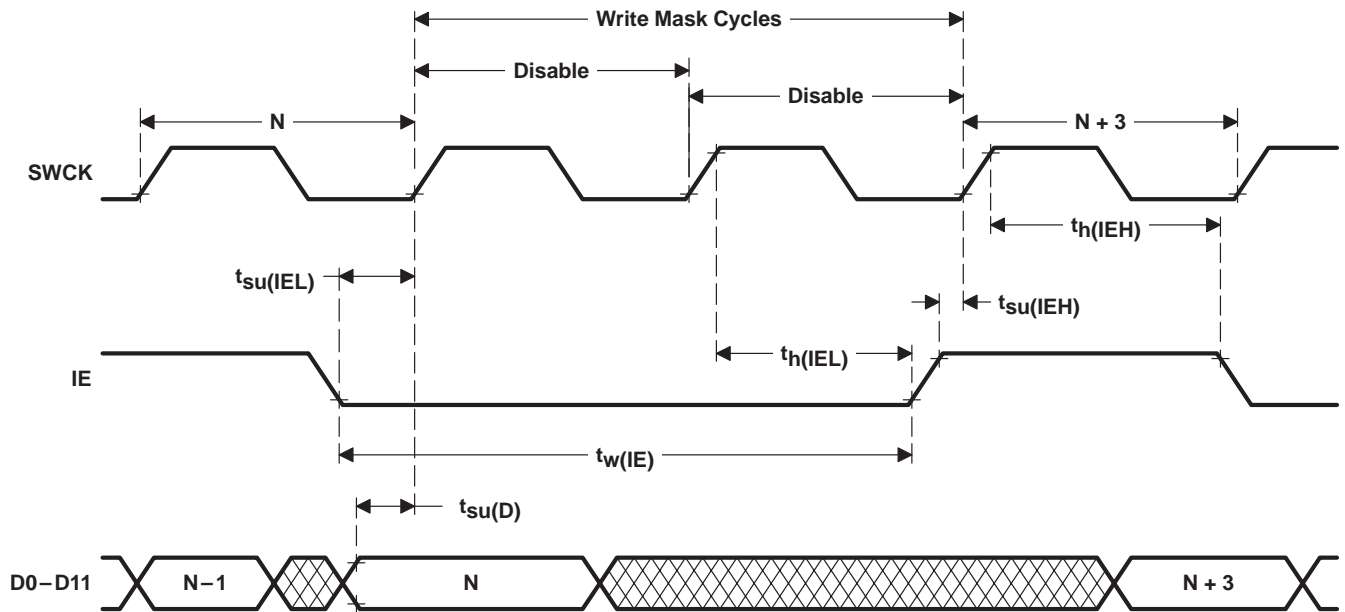 Write Mask Cycles
Disable
Disable
N
N + 3
SWCK
th(IEH)
tsu(IEL)
tsu(IEH)
th(IEL)
IE
tw(IE)
tsu(D)
D0–D11
N–1
N
N + 3